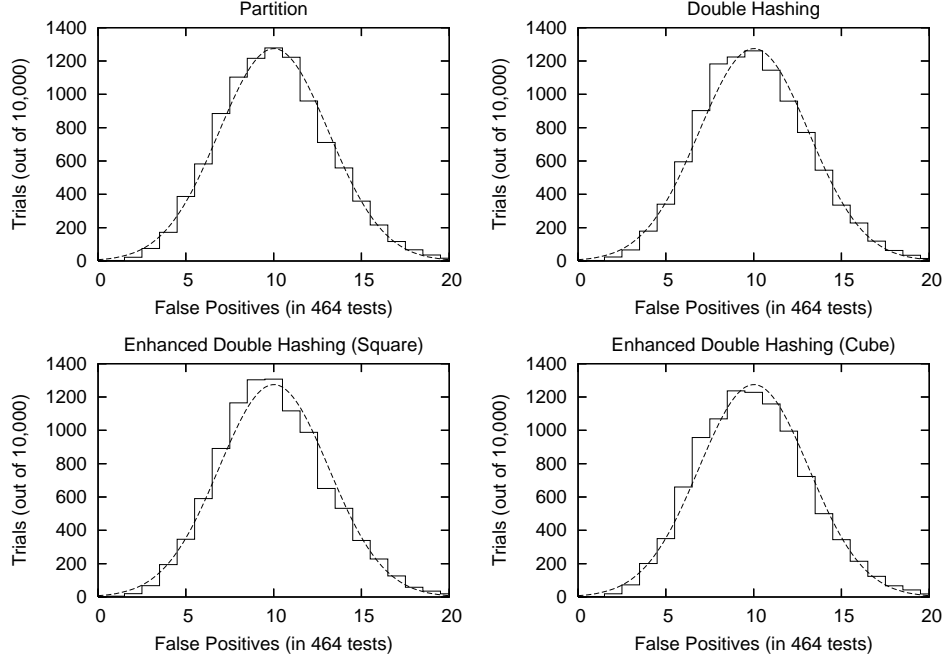 Partition
1400
1200
1000
800
600
400
200
0
0 5 10 15 20
Trials (out of 10,000)
False Positives (in 464 tests)
Double Hashing
1400
1200
1000
800
600
400
200
0
0 5 10 15 20
Trials (out of 10,000)
False Positives (in 464 tests)
Enhanced Double Hashing (Square)
1400
1200
1000
800
600
400
200
0
0 5 10 15 20
Trials (out of 10,000)
False Positives (in 464 tests)
Enhanced Double Hashing (Cube)
1400
1200
1000
800
600
400
200
0
0 5 10 15 20
Trials (out of 10,000)
False Positives (in 464 tests)